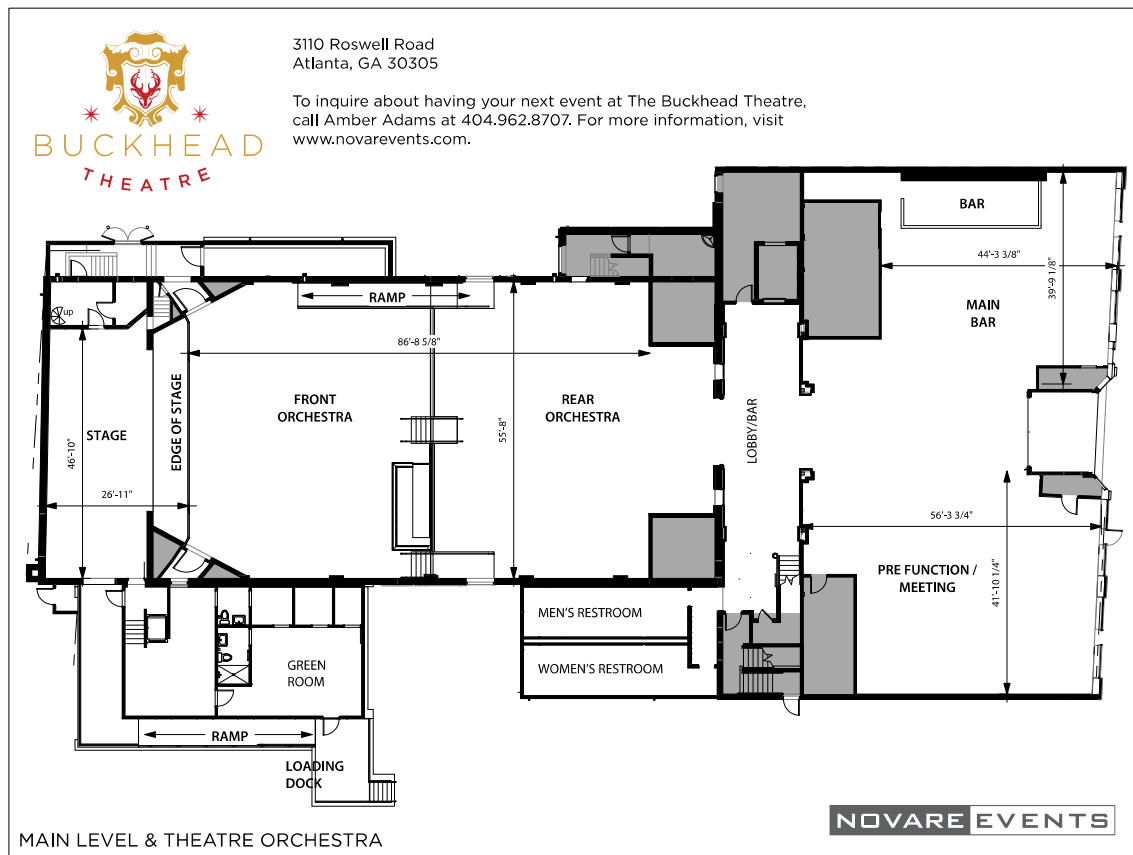 BUCKHEAD
THEATRE
3110 Roswell Road
Atlanta, GA 30305
To inquire about having your next event at The Buckhead Theatre,
call Amber Adams at 404.962.8707. For more information, visit
www.novarevents.com.
BAR
44'-3 3/8"
39'-9 1/8"
MAIN
BAR
up
RAMP
86'-8 5/8"
FRONT
ORCHESTRA
REAR
ORCHESTRA
55'-8"
LOBBY/BAR
STAGE
EDGE OF STAGE
46'-10"
26'-11"
56'-3 3/4"
41'-10 1/4"
PRE FUNCTION /
MEETING
MEN'S RESTROOM
WOMEN'S RESTROOM
GREEN
ROOM
RAMP
LOADING
DOCK
MAIN LEVEL & THEATRE ORCHESTRA
NOVARE EVENTS